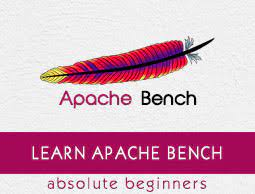 Apache Bench
LEARN APACHE BENCH
absolute beginners